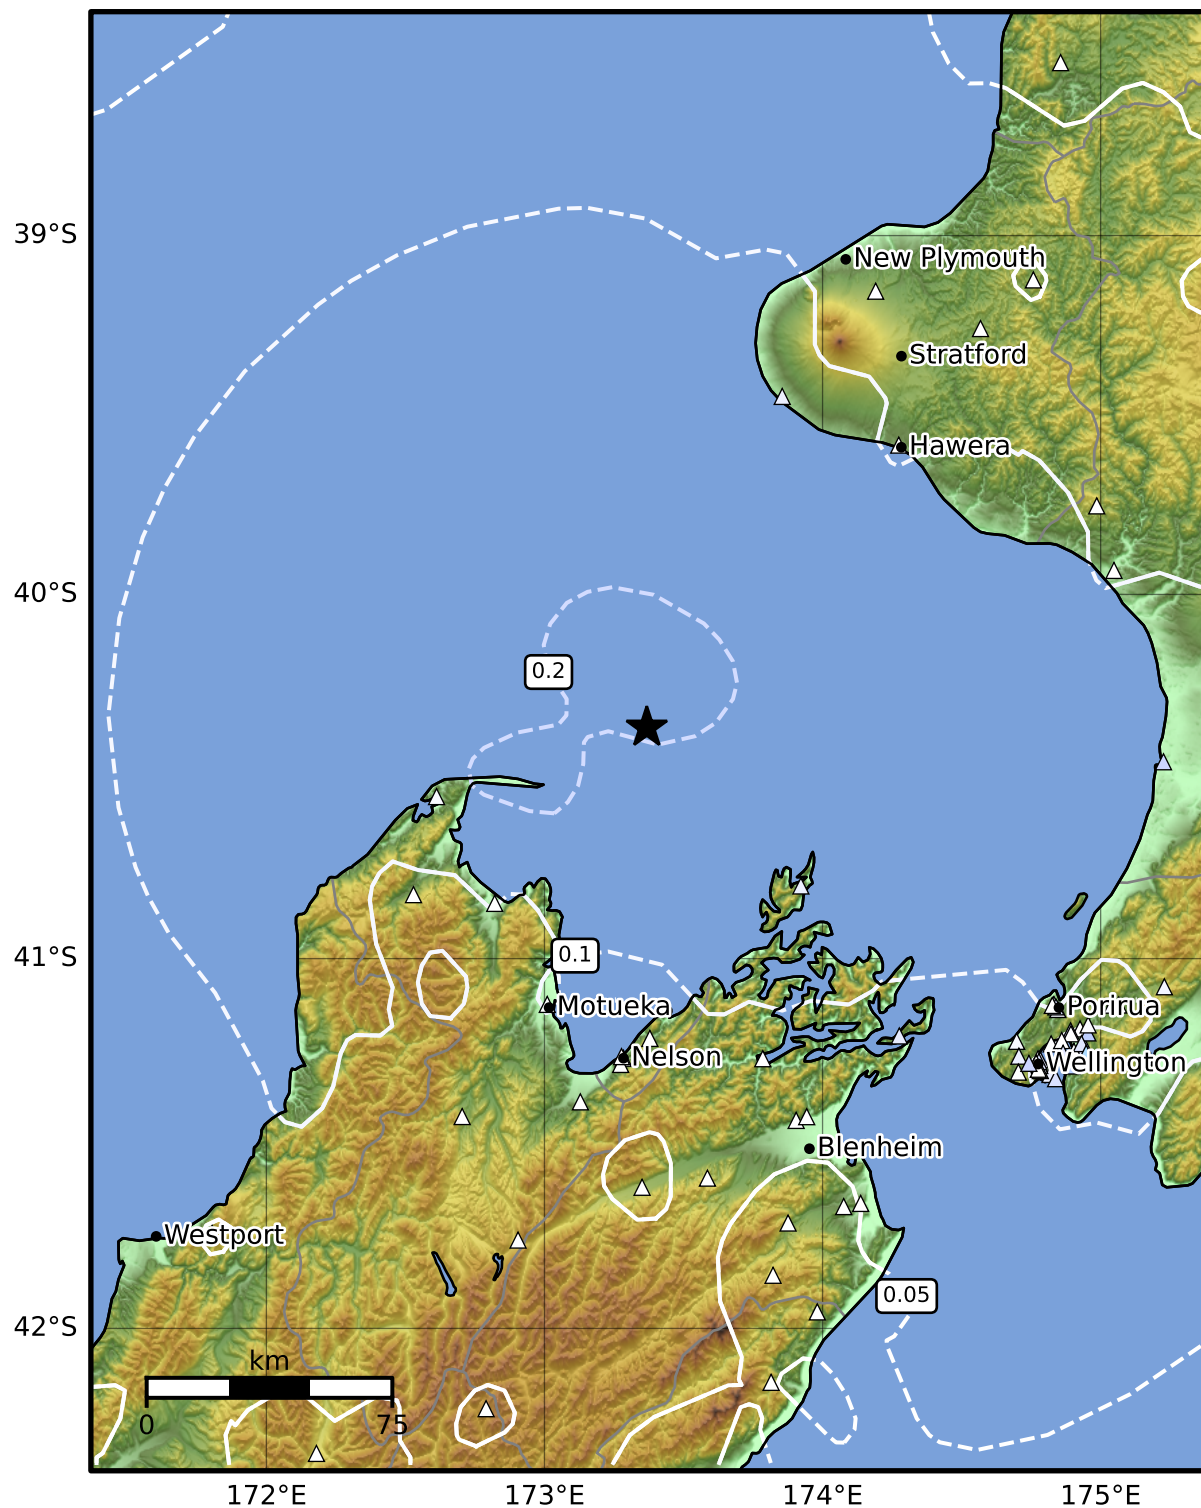 39°S
New Plymouth
Stratford
Hawera
40°S
0.2
41°S
0.1
Motueka
Porirua
Nelson
Wellington
Blenheim
Westport
0.05
42°S
km
0
75
172°E
173°E
174°E
175°E